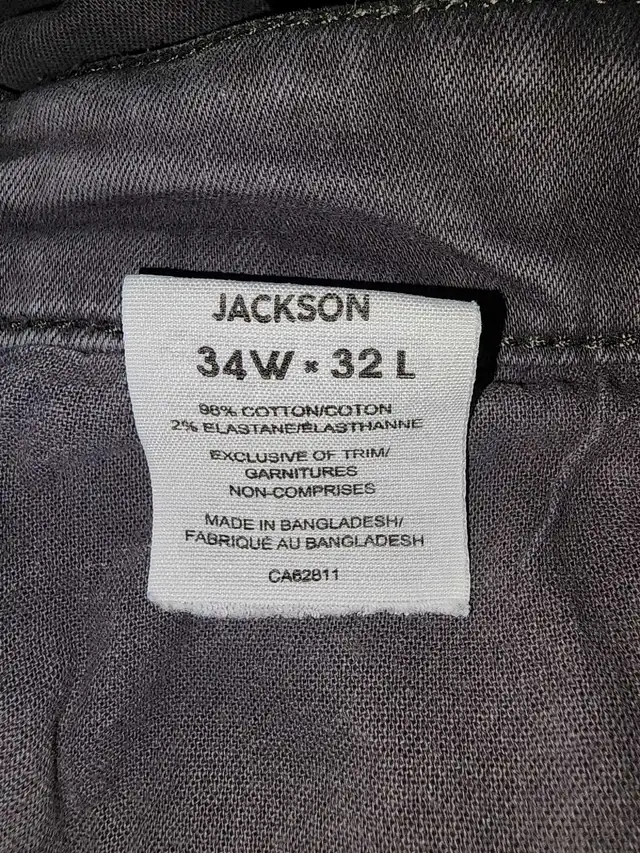 JACKSON
34W × 32 L
98% COTTON/COTON
2% ELASTANE/ÉLASTHANNE
EXCLUSIVE OF TRIM/
GARNITURES
NON-COMPRISES
MADE IN BANGLADESH/
FABRIQUÉ AU BANGLADESH
CA62811